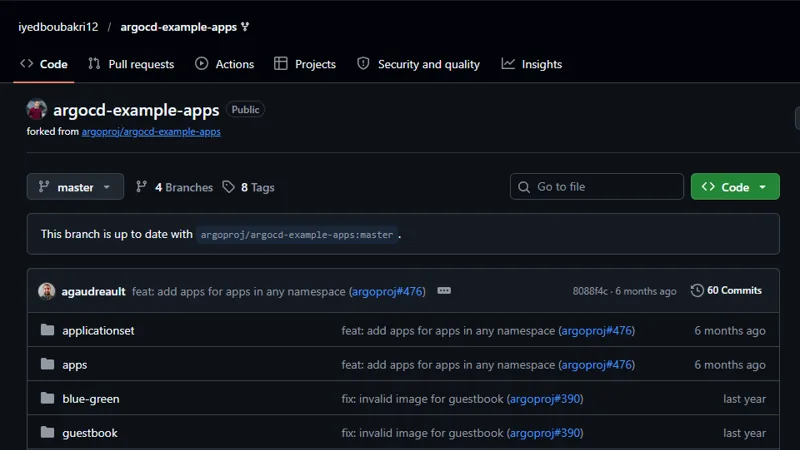 iyedboubakri12 / argocd-example-apps
Code Pull requests Actions Projects Security and quality Insights
argocd-example-apps Public
forked from argoproj/argocd-example-apps
master 4 Branches 8 Tags Go to file Code
This branch is up to date with argoproj/argocd-example-apps:master .
agaudreault feat: add apps for apps in any namespace (argoproj#476) 8088f4c · 6 months ago 60 Commits
applicationset feat: add apps for apps in any namespace (argoproj#476) 6 months ago
apps feat: add apps for apps in any namespace (argoproj#476) 6 months ago
blue-green fix: invalid image for guestbook (argoproj#390) last year
guestbook fix: invalid image for guestbook (argoproj#390) last year